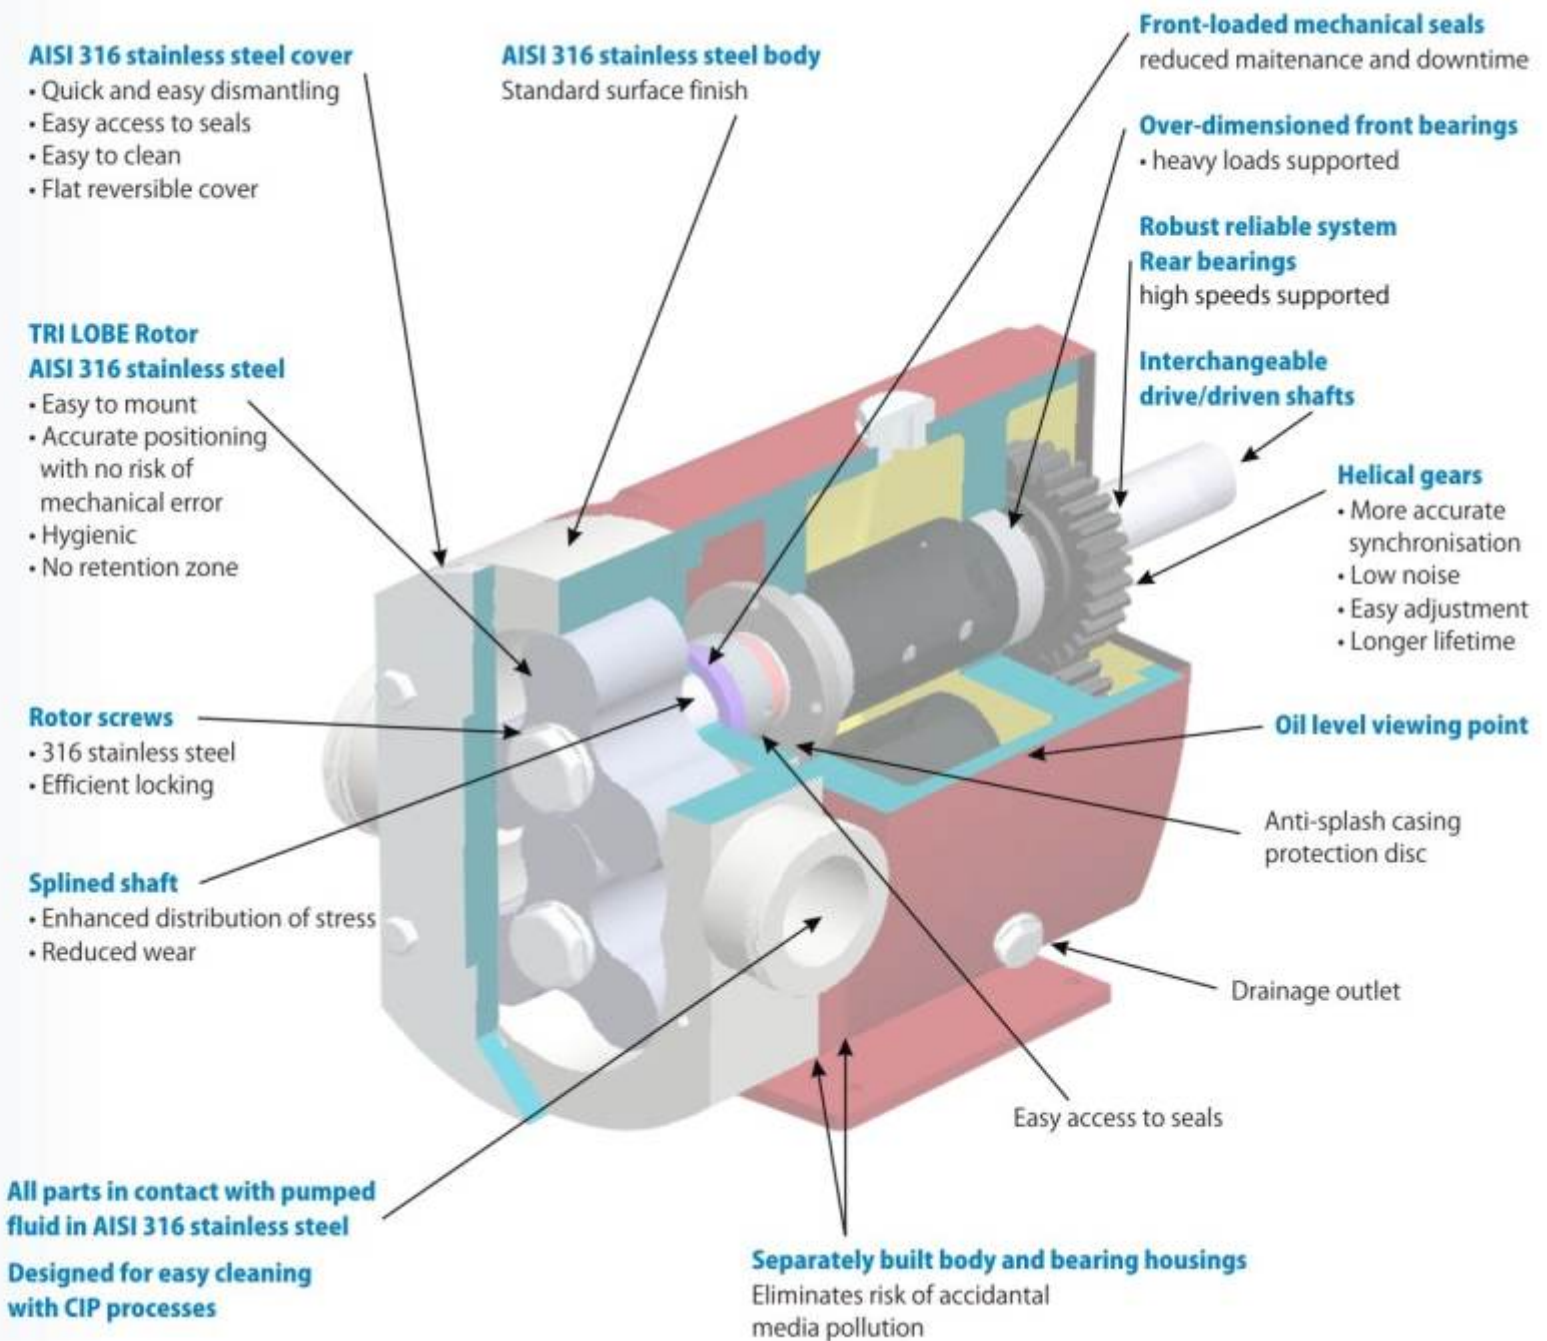 AISI 316 stainless steel cover
• Quick and easy dismantling
• Easy access to seals
• Easy to clean
• Flat reversible cover
AISI 316 stainless steel body
Standard surface finish
Front-loaded mechanical seals
reduced maitenance and downtime
Over-dimensioned front bearings
• heavy loads supported
Robust reliable system
Rear bearings
high speeds supported
Interchangeable
drive/driven shafts
Helical gears
• More accurate
synchronisation
• Low noise
• Easy adjustment
• Longer lifetime
TRI LOBE Rotor
AISI 316 stainless steel
• Easy to mount
• Accurate positioning
with no risk of
mechanical error
• Hygienic
• No retention zone
Rotor screws
• 316 stainless steel
• Efficient locking
Splined shaft
• Enhanced distribution of stress
• Reduced wear
Oil level viewing point
Anti-splash casing
protection disc
Drainage outlet
Easy access to seals
All parts in contact with pumped
fluid in AISI 316 stainless steel
Designed for easy cleaning
with CIP processes
Separately built body and bearing housings
Eliminates risk of accidantal
media pollution